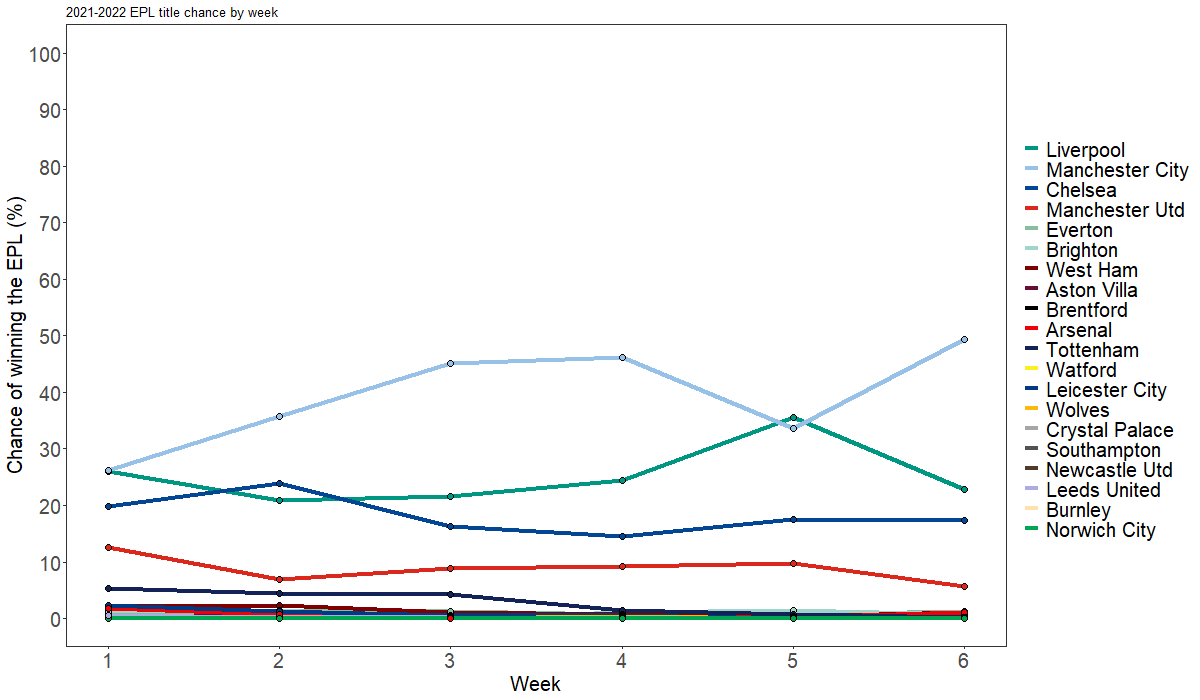 2021-2022 EPL title chance by week
Chance of winning the EPL (%)
100
90
80
70
60
50
40
30
20
10
0
1 2 3 4 5 6
Week
Liverpool
Manchester City
Chelsea
Manchester Utd
Everton
Brighton
West Ham
Aston Villa
Brentford
Arsenal
Tottenham
Watford
Leicester City
Wolves
Crystal Palace
Southampton
Newcastle Utd
Leeds United
Burnley
Norwich City